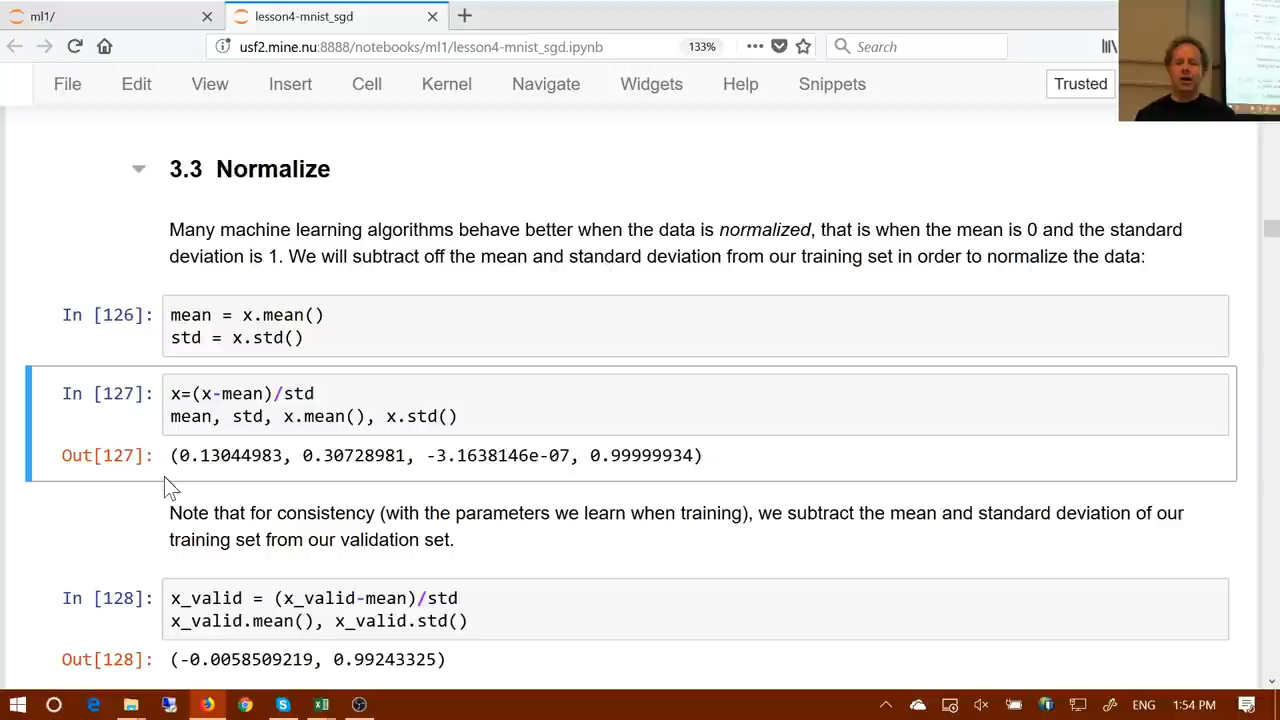 ml1/
lesson4-mnist_sgd
usf2.mine.nu:8888/notebooks/ml1/lesson4-mnist_sgd.ipynb
133%
Search
File Edit View Insert Cell Kernel Navigate Widgets Help Snippets
Trusted
3.3 Normalize
Many machine learning algorithms behave better when the data is normalized, that is when the mean is 0 and the standard
deviation is 1. We will subtract off the mean and standard deviation from our training set in order to normalize the data:
In [126]: mean = x.mean()
std = x.std()
In [127]: x=(x-mean)/std
mean, std, x.mean(), x.std()
Out[127]: (0.13044983, 0.30728981, -3.1638146e-07, 0.99999934)
Note that for consistency (with the parameters we learn when training), we subtract the mean and standard deviation of our
training set from our validation set.
In [128]: x_valid = (x_valid-mean)/std
x_valid.mean(), x_valid.std()
Out[128]: (-0.0058509219, 0.99243325)
ENG
1:54 PM